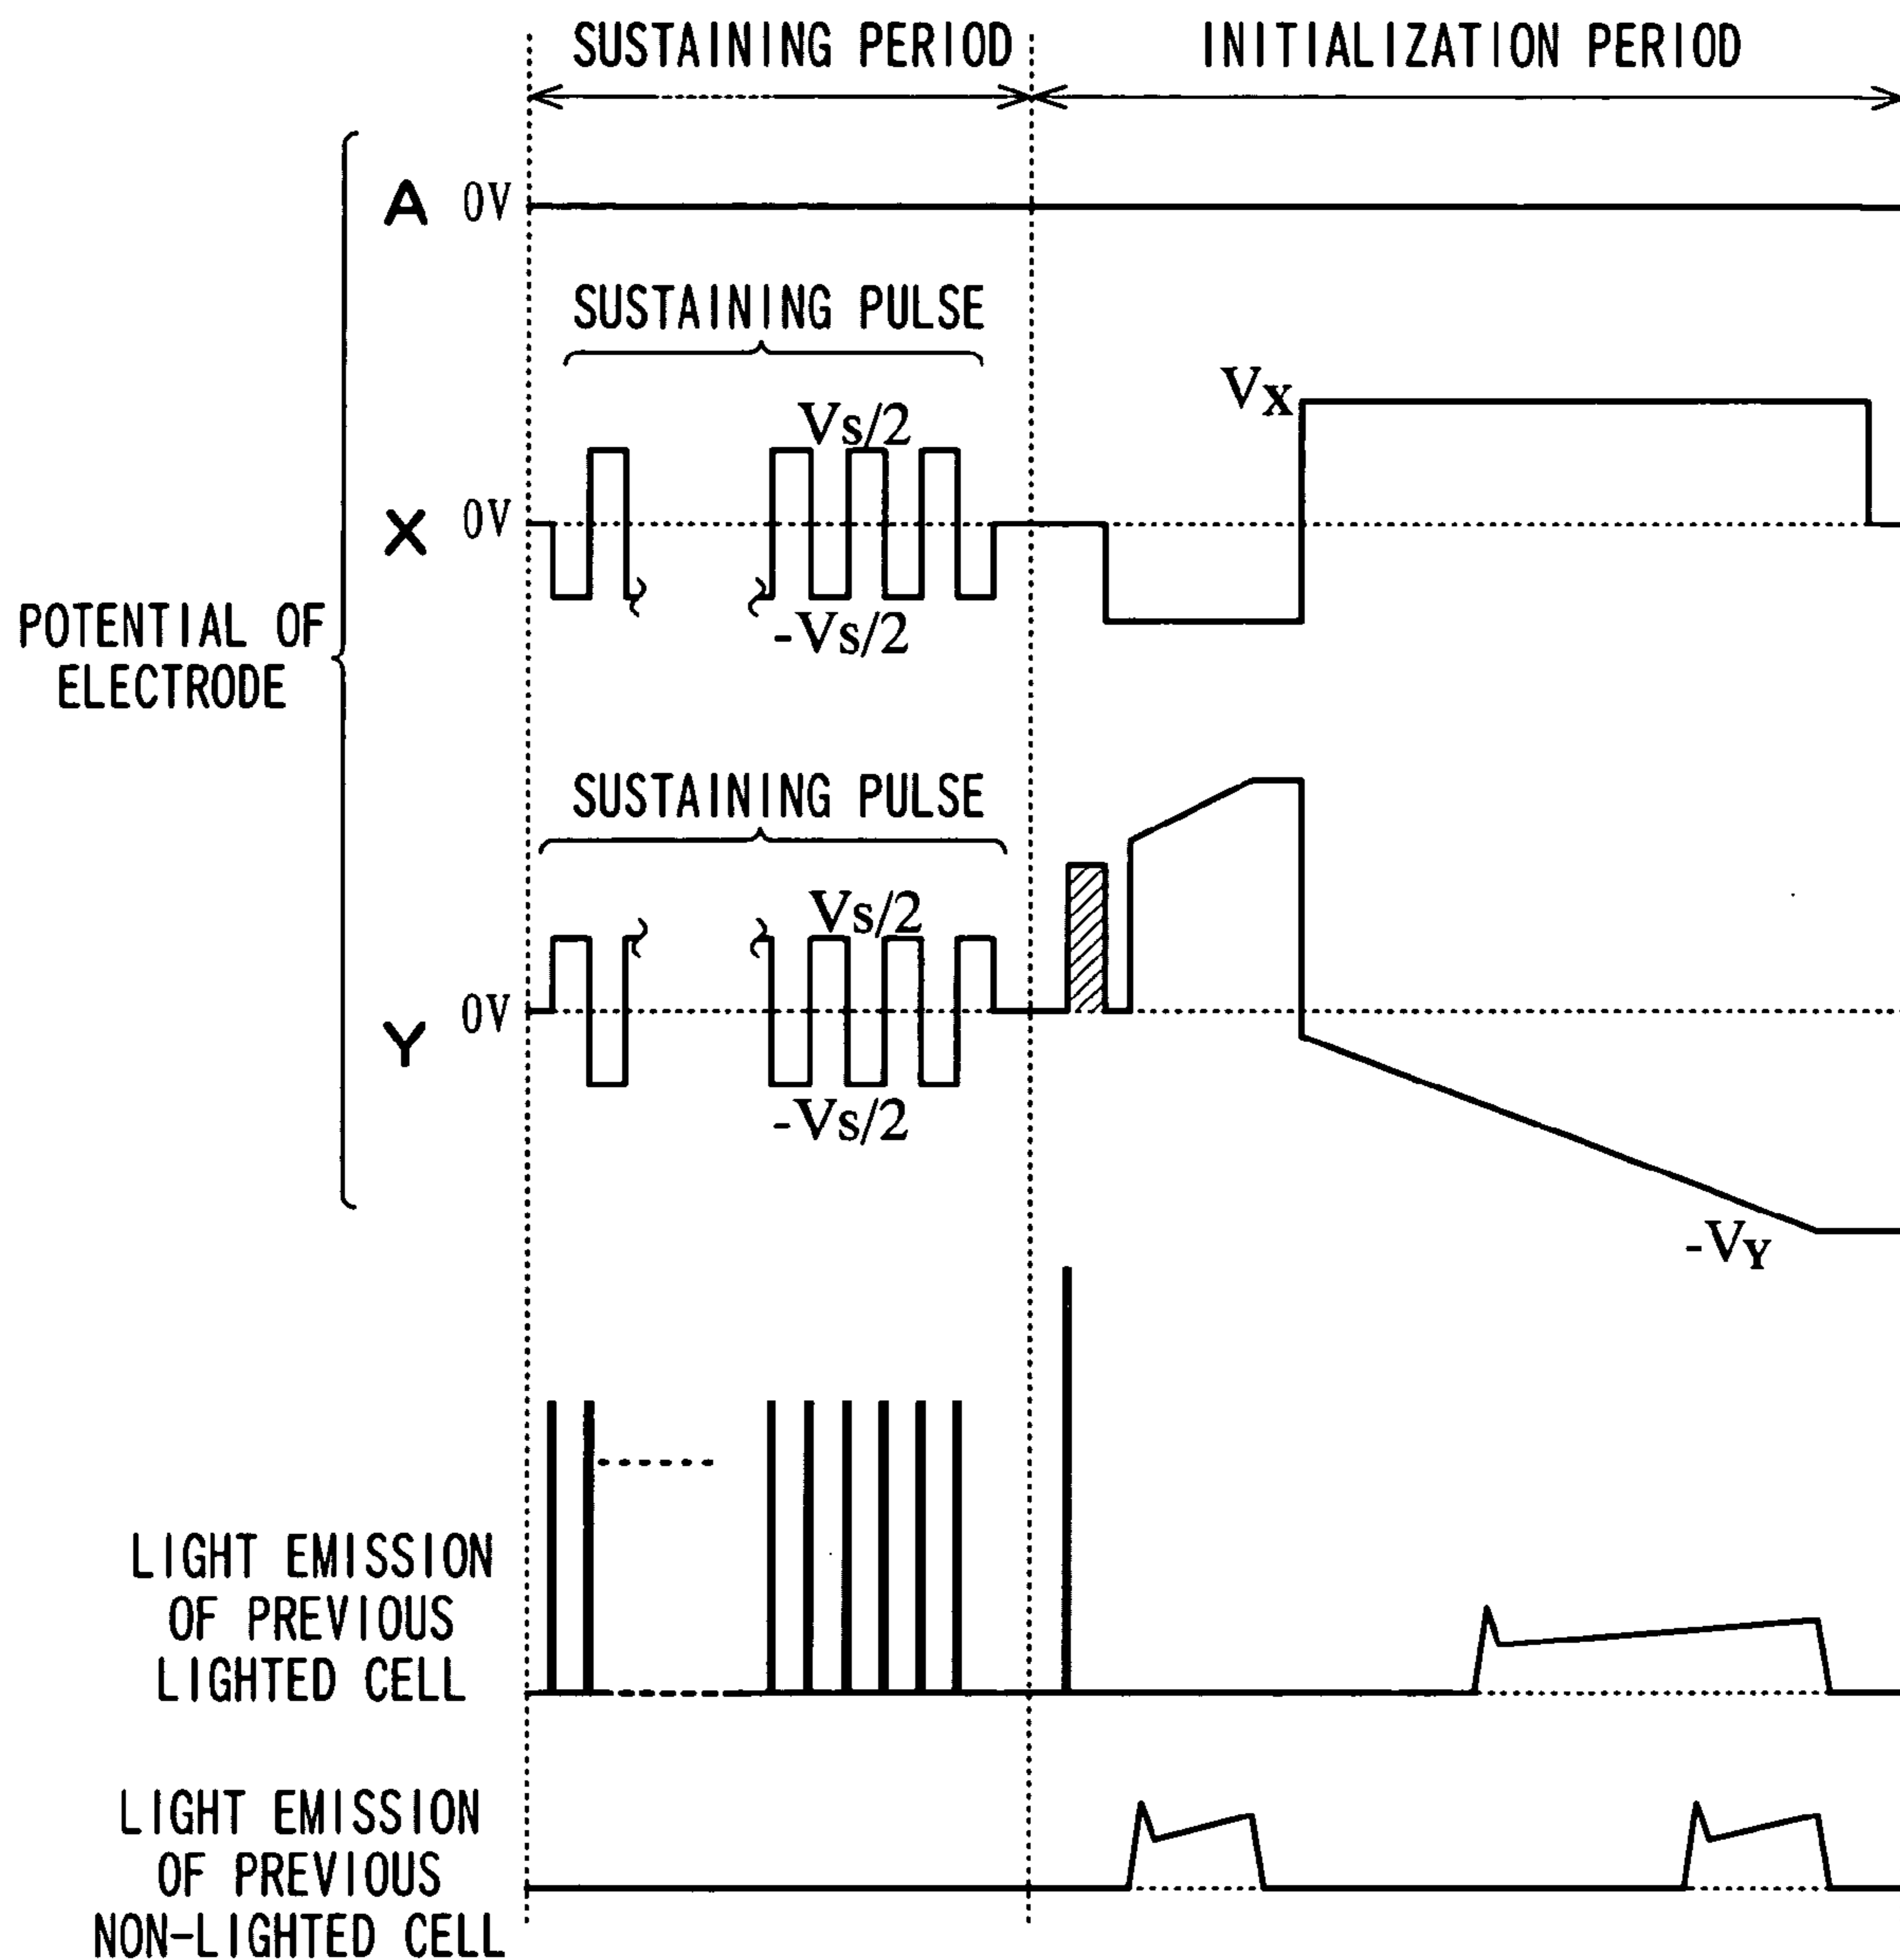 SUSTAINING PERIOD
INITIALIZATION PERIOD
A 0V
SUSTAINING PULSE
VX
Vs/2
X 0V
-Vs/2
POTENTIAL OF
ELECTRODE
SUSTAINING PULSE
Vs/2
Y 0V
-Vs/2
-VY
LIGHT EMISSION
OF PREVIOUS
LIGHTED CELL
LIGHT EMISSION
OF PREVIOUS
NON-LIGHTED CELL